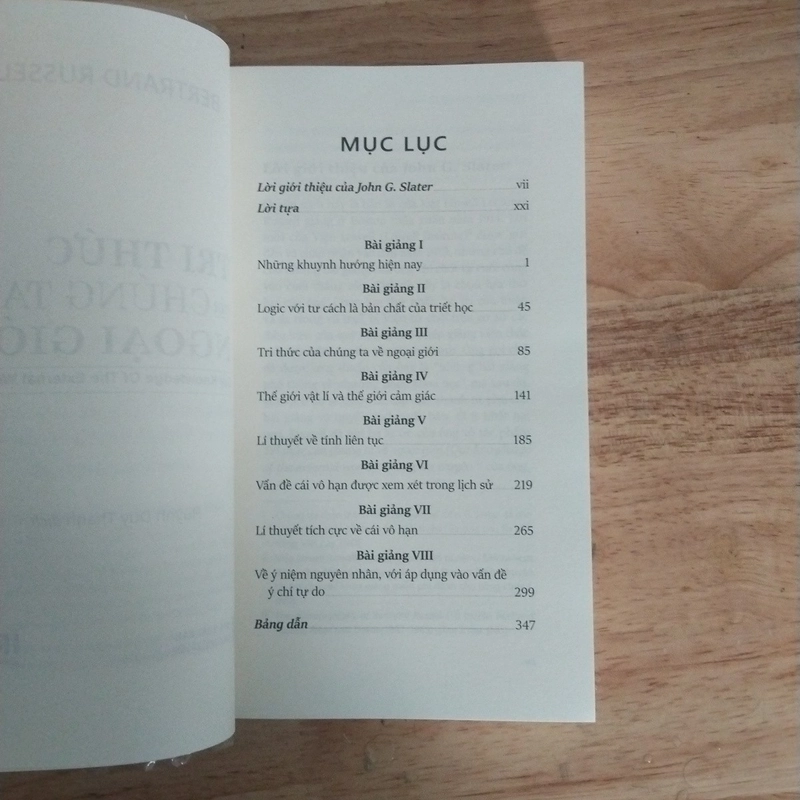 BERTRAND RUSSEL
TRI THỨC
CHÚNG TA
NGOẠI GIỚ
MỤC LỤC
Lời giới thiệu của John G. Slater vii
Lời tựa xxi
Bài giảng I
Những khuynh hướng hiện nay 1
Bài giảng II
Logic với tư cách là bản chất của triết học 45
Bài giảng III
Tri thức của chúng ta về ngoại giới 85
Bài giảng IV
Thế giới vật lí và thế giới cảm giác 141
Bài giảng V
Lí thuyết về tính liên tục 185
Bài giảng VI
Vấn đề cái vô hạn được xem xét trong lịch sử 219
Bài giảng VII
Lí thuyết tích cực về cái vô hạn 265
Bài giảng VIII
Về ý niệm nguyên nhân, với áp dụng vào vấn đề
ý chí tự do 299
Bảng dẫn 347